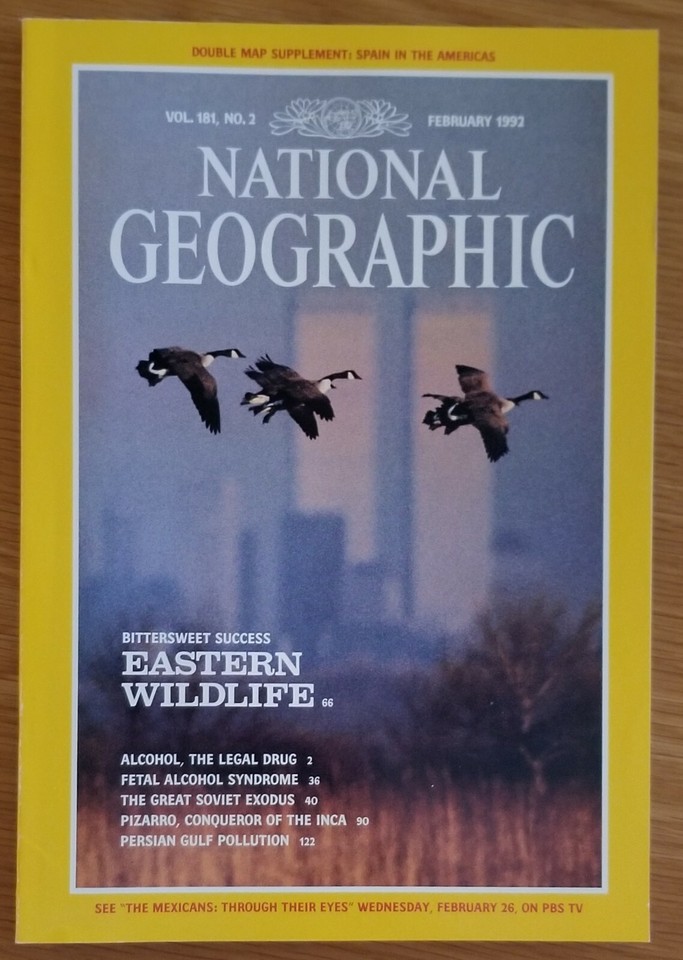 DOUBLE MAP SUPPLEMENT: SPAIN IN THE AMERICAS
VOL. 181, NO. 2
FEBRUARY 1992
NATIONAL
GEOGRAPHIC
BITTERSWEET SUCCESS
EASTERN
WILDLIFE 66
ALCOHOL, THE LEGAL DRUG 2
FETAL ALCOHOL SYNDROME 36
THE GREAT SOVIET EXODUS 40
PIZARRO, CONQUEROR OF THE INCA 90
PERSIAN GULF POLLUTION 122
SEE "THE MEXICANS: THROUGH THEIR EYES" WEDNESDAY, FEBRUARY 26, ON PBS TV